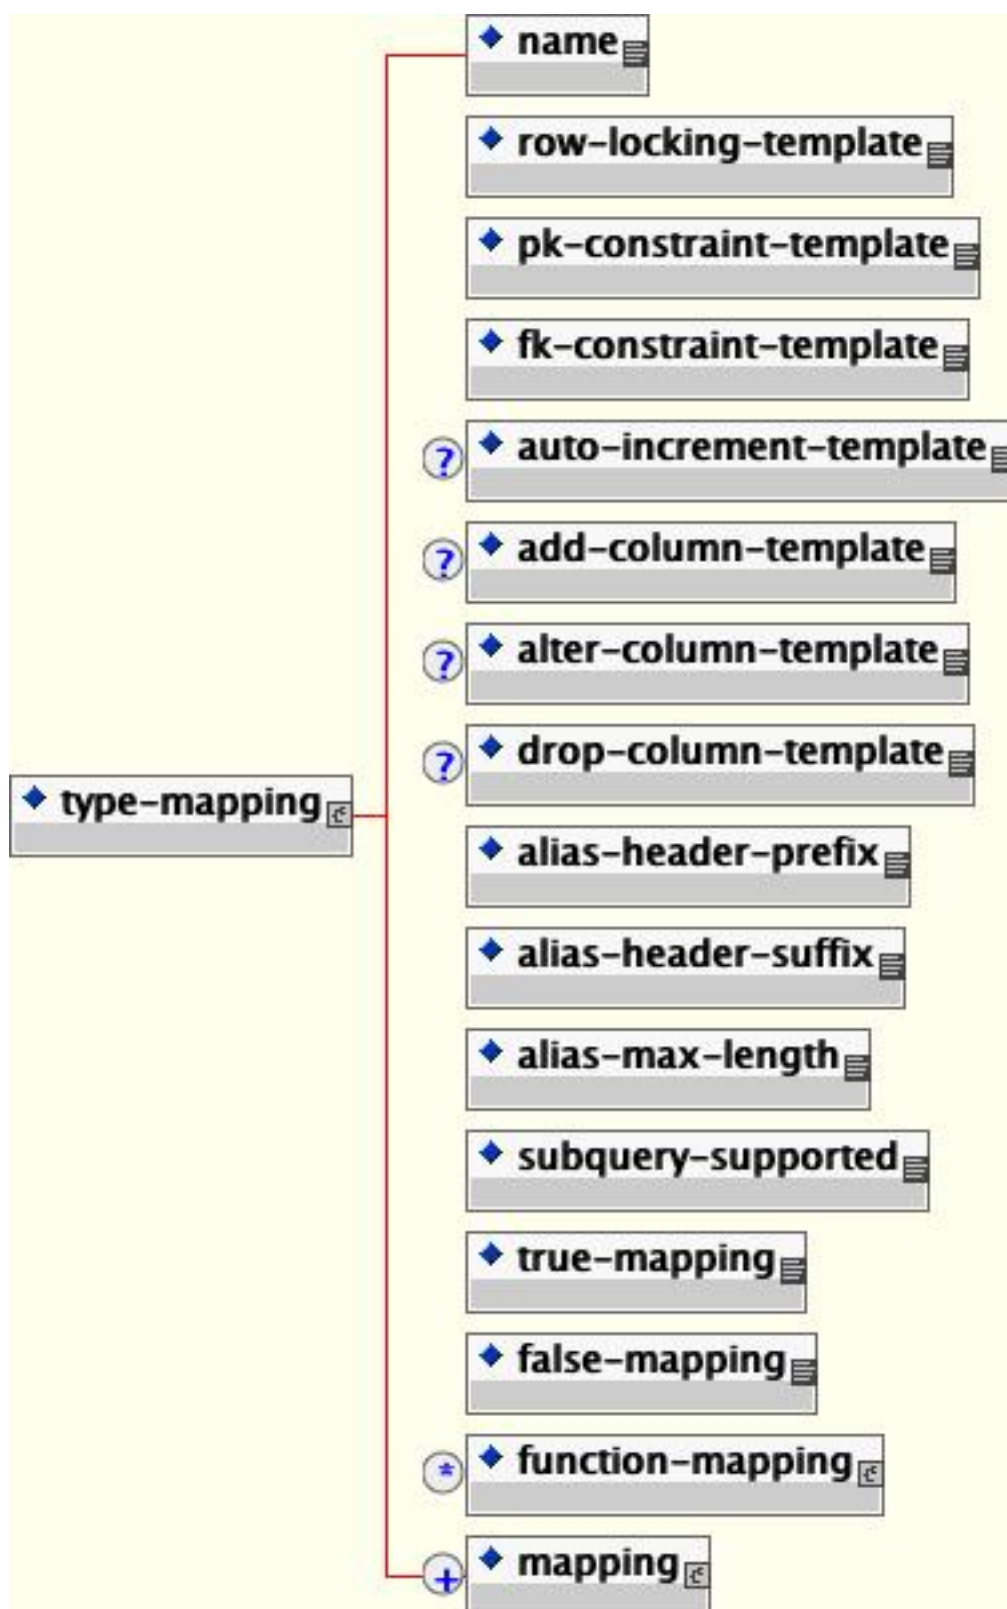 name
row-locking-template
pk-constraint-template
fk-constraint-template
? auto-increment-template
? add-column-template
? alter-column-template
? drop-column-template
type-mapping
alias-header-prefix
alias-header-suffix
alias-max-length
subquery-supported
true-mapping
false-mapping
* function-mapping
+ mapping